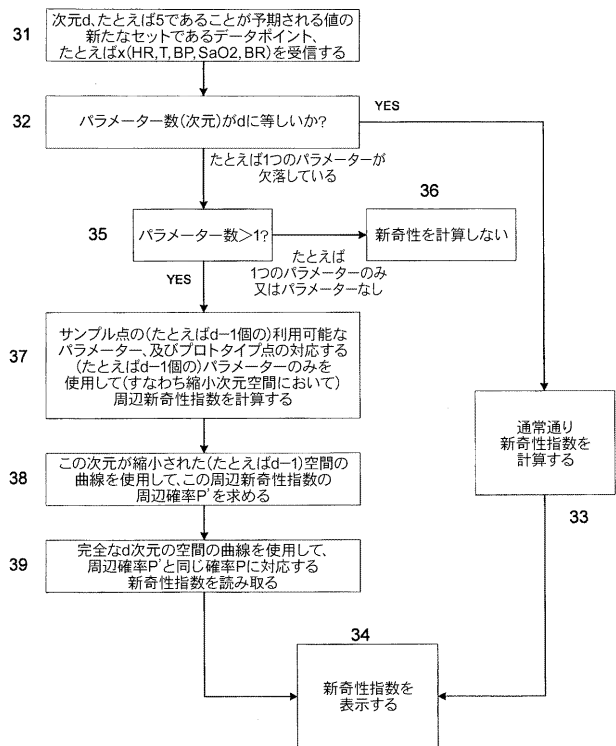 31
次元d、たとえば5であることが予期される値の
新たなセットであるデータポイント、
たとえばx(HR,T,BP,SaO2,BR)を受信する
32
パラメーター数(次元)がdに等しいか?
YES
たとえば1つのパラメーターが
欠落している
35
パラメーター数>1?
36
新奇性を計算しない
たとえば
1つのパラメーターのみ
又はパラメーターなし
YES
37
サンプル点の(たとえばd−1個の)利用可能な
パラメーター、及びプロトタイプ点の対応する
(たとえばd−1個の)パラメーターのみを
使用して(すなわち縮小次元空間において)
周辺新奇性指数を計算する
通常通り
新奇性指数を
計算する
33
38
この次元が縮小された(たとえばd−1)空間の
曲線を使用して、この周辺新奇性指数の
周辺確率P'を求める
39
完全なd次元の空間の曲線を使用して、
周辺確率P'と同じ確率Pに対応する
新奇性指数を読み取る
34
新奇性指数を
表示する